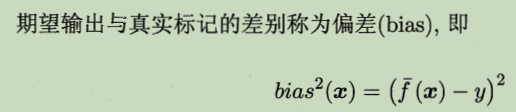 期望输出与真实标记的差别称为偏差(bias), 即
bias²(x) = (f̄ (x) − y)²